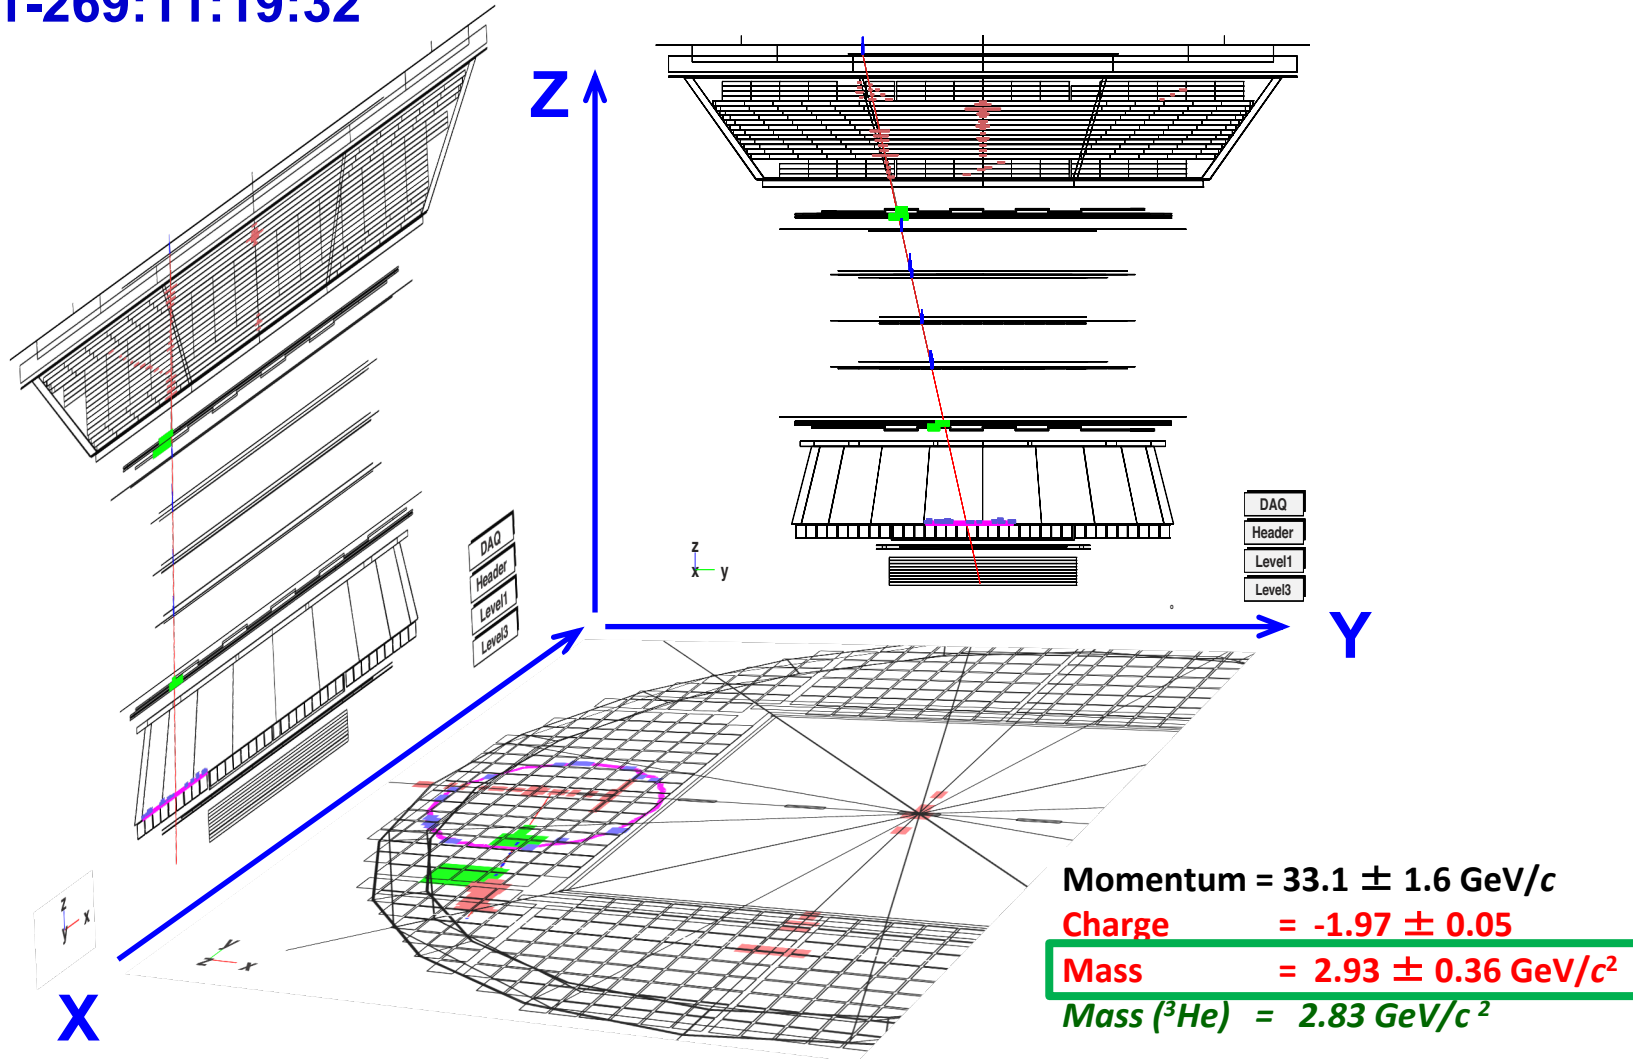 1-269:11:19:32
Z
DAQ
Header
Level1
Level3
z
x y
DAQ
Header
Level1
Level3
Y
z
x
y
y
z x
X
Momentum = 33.1 ± 1.6 GeV/c
Charge = -1.97 ± 0.05
Mass = 2.93 ± 0.36 GeV/c²
Mass (³He) = 2.83 GeV/c ²